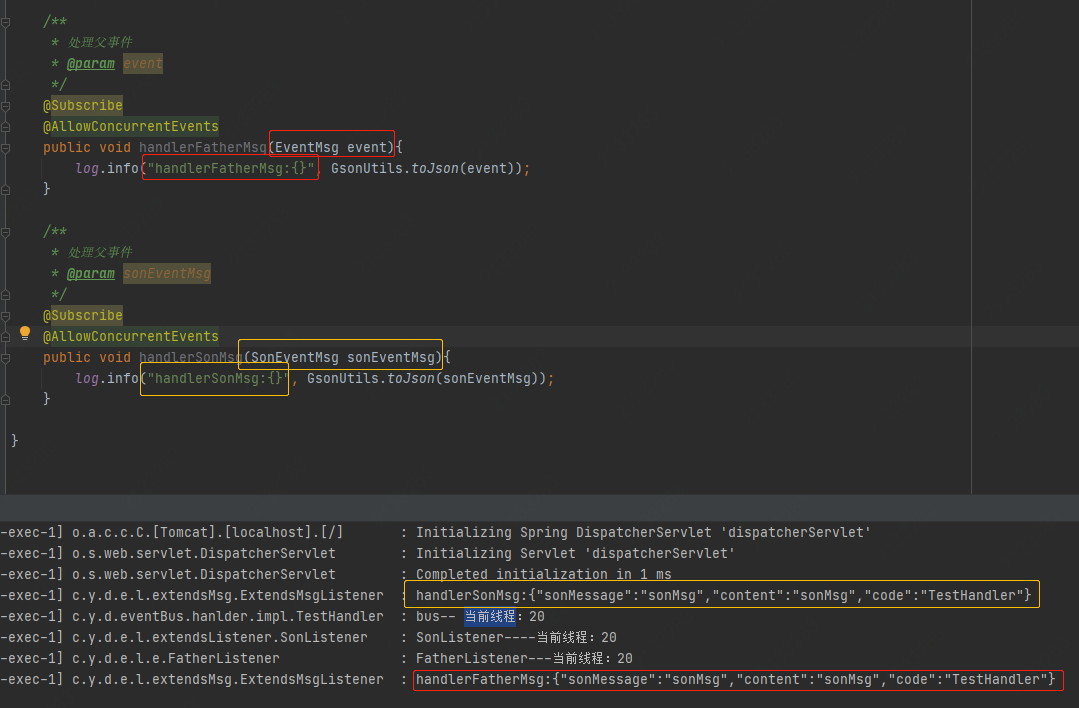 /**
 * 处理父事件
 * @param event
 */
@Subscribe
@AllowConcurrentEvents
public void handlerFatherMsg(EventMsg event){
    log.info("handlerFatherMsg:{}", GsonUtils.toJson(event));
}
/**
 * 处理父事件
 * @param sonEventMsg
 */
@Subscribe
@AllowConcurrentEvents
public void handlerSonMsg(SonEventMsg sonEventMsg){
    log.info("handlerSonMsg:{}", GsonUtils.toJson(sonEventMsg));
}
}
-exec-1] o.a.c.c.C.[Tomcat].[localhost].[/] : Initializing Spring DispatcherServlet 'dispatcherServlet'
-exec-1] o.s.web.servlet.DispatcherServlet : Initializing Servlet 'dispatcherServlet'
-exec-1] o.s.web.servlet.DispatcherServlet : Completed initialization in 1 ms
-exec-1] c.y.d.e.l.extendsMsg.ExtendsMsgListener : handlerSonMsg:{"sonMessage":"sonMsg","content":"sonMsg","code":"TestHandler"}
-exec-1] c.y.d.eventBus.hanlder.impl.TestHandler : bus-- 当前线程：20
-exec-1] c.y.d.e.l.extendsListener.SonListener : SonListener----当前线程：20
-exec-1] c.y.d.e.l.e.FatherListener : FatherListener---当前线程：20
-exec-1] c.y.d.e.l.extendsMsg.ExtendsMsgListener : handlerFatherMsg:{"sonMessage":"sonMsg","content":"sonMsg","code":"TestHandler"}